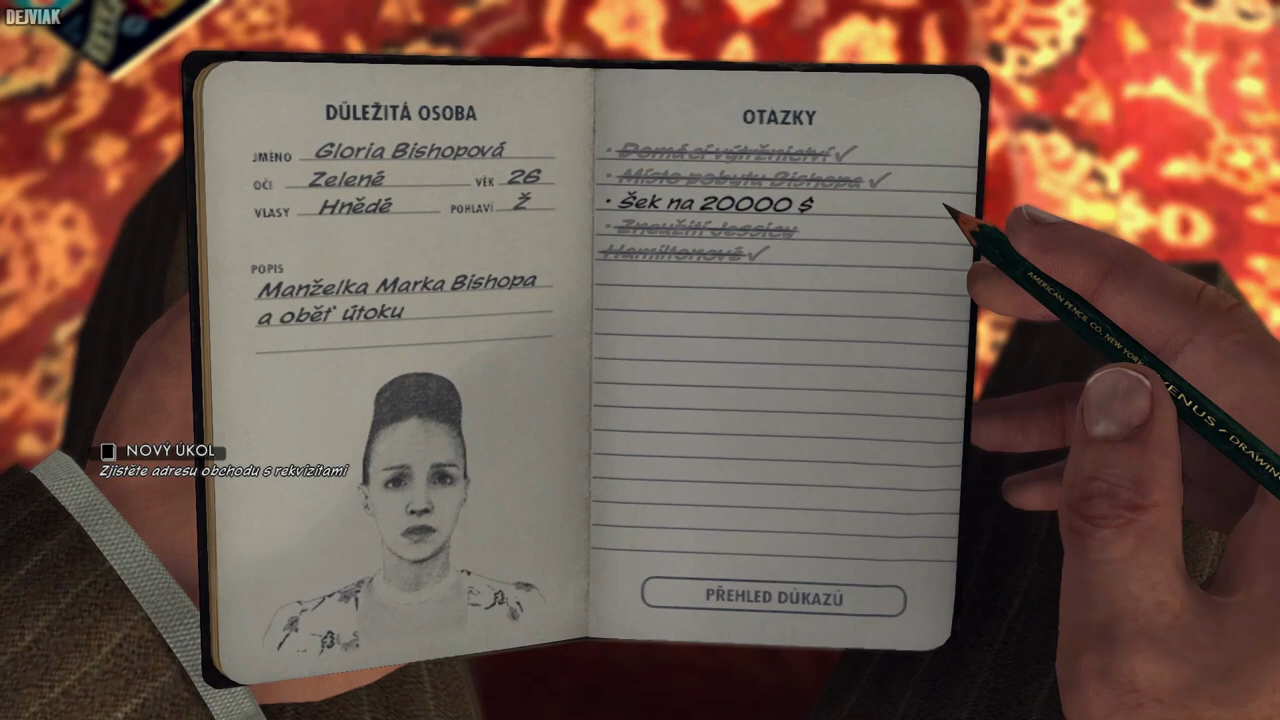 DEJVIAK
DŮLEŽITÁ OSOBA
JMÉNO Gloria Bishopová
OČI Zelené VĚK 26
VLASY Hnědé POHLAVÍ Ž
POPIS
Manželka Marka Bishopa
a oběť útoku
NOVÝ ÚKOL
Zjistěte adresu obchodu s rekvizitami
OTÁZKY
• Domácí výtržnictví ✓
• Místo pobytu Bishopa ✓
• Šek na 20000 $
• Zneužití Jessicy
Hamiltonové ✓
PŘEHLED DŮKAZŮ
AMERICAN PENCIL CO. NEW YORK
VENUS / DRAWING